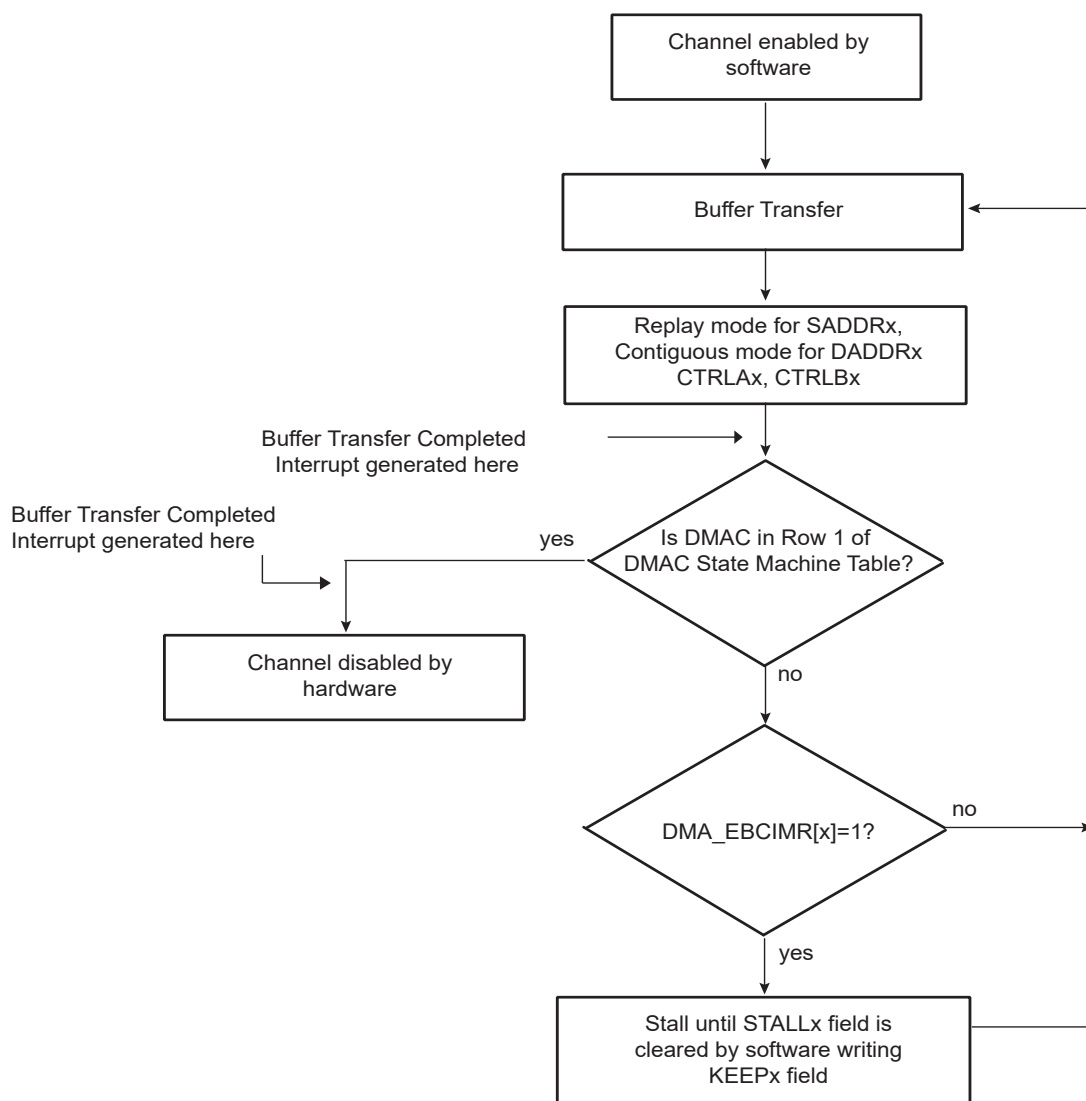 Channel enabled by
software
Buffer Transfer
Replay mode for SADDRx,
Contiguous mode for DADDRx
CTRLAx, CTRLBx
Buffer Transfer Completed
Interrupt generated here
Buffer Transfer Completed
Interrupt generated here
yes
Is DMAC in Row 1 of
DMAC State Machine Table?
Channel disabled by
hardware
no
DMA_EBCIMR[x]=1?
no
yes
Stall until STALLx field is
cleared by software writing
KEEPx field